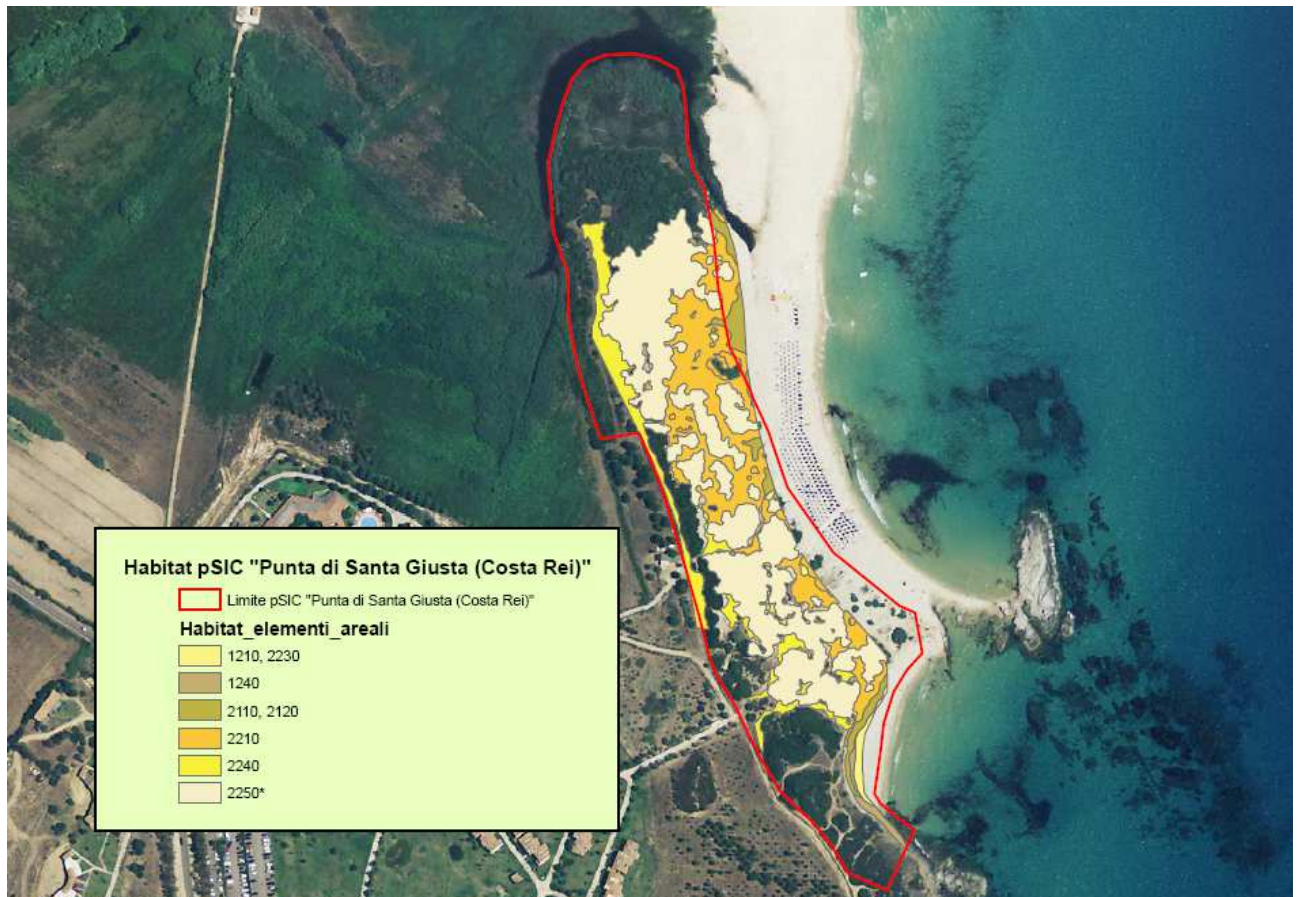 Habitat pSIC "Punta di Santa Giusta (Costa Rei)"
Limite pSIC "Punta di Santa Giusta (Costa Rei)"
Habitat_elementi_areali
1210, 2230
1240
2110, 2120
2210
2240
2250*